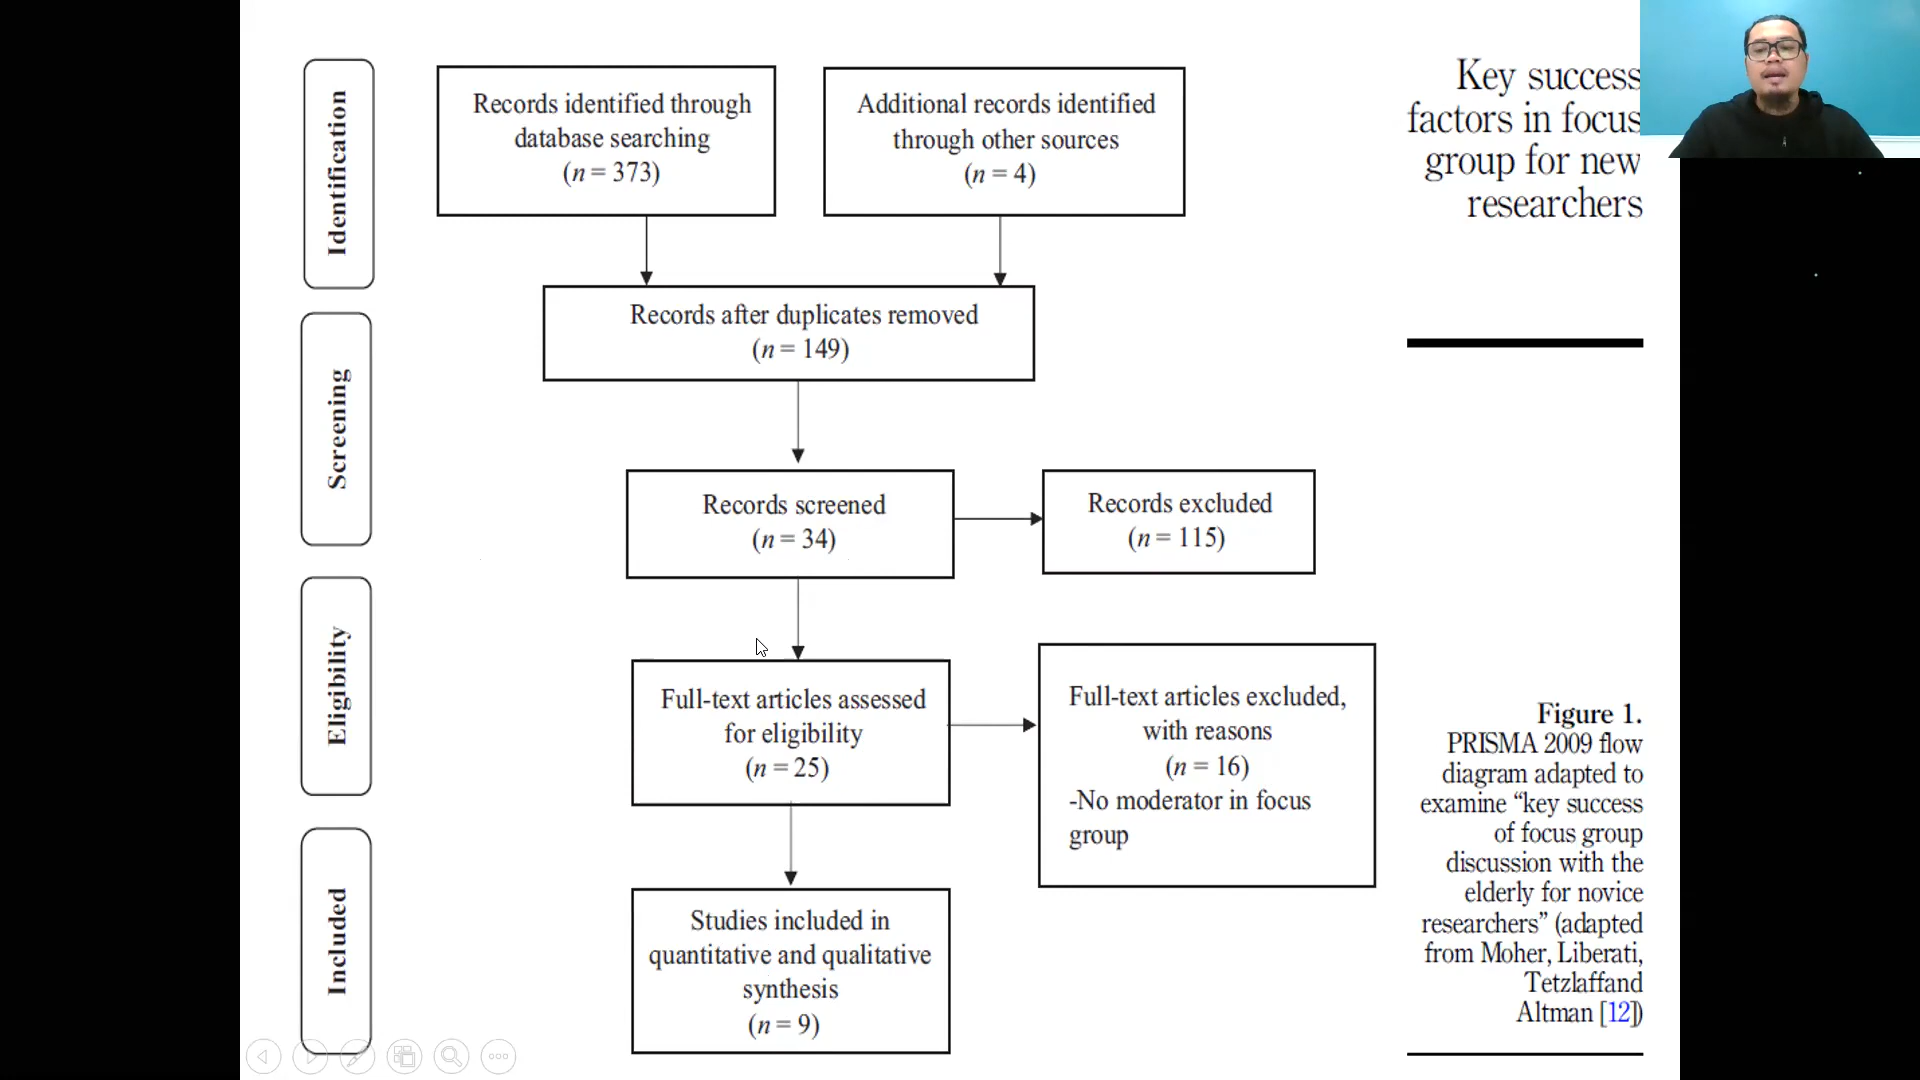 Identification
Records identified through
database searching
(n = 373)
Additional records identified
through other sources
(n = 4)
Key success
factors in focus
group for new
researchers
Records after duplicates removed
(n = 149)
Screening
Records screened
(n = 34)
Records excluded
(n = 115)
Eligibility
Full-text articles assessed
for eligibility
(n = 25)
Full-text articles excluded,
with reasons
(n = 16)
-No moderator in focus
group
Included
Studies included in
quantitative and qualitative
synthesis
(n = 9)
Figure 1.
PRISMA 2009 flow
diagram adapted to
examine “key success
of focus group
discussion with the
elderly for novice
researchers” (adapted
from Moher, Liberati,
Tetzlaffand
Altman [12])